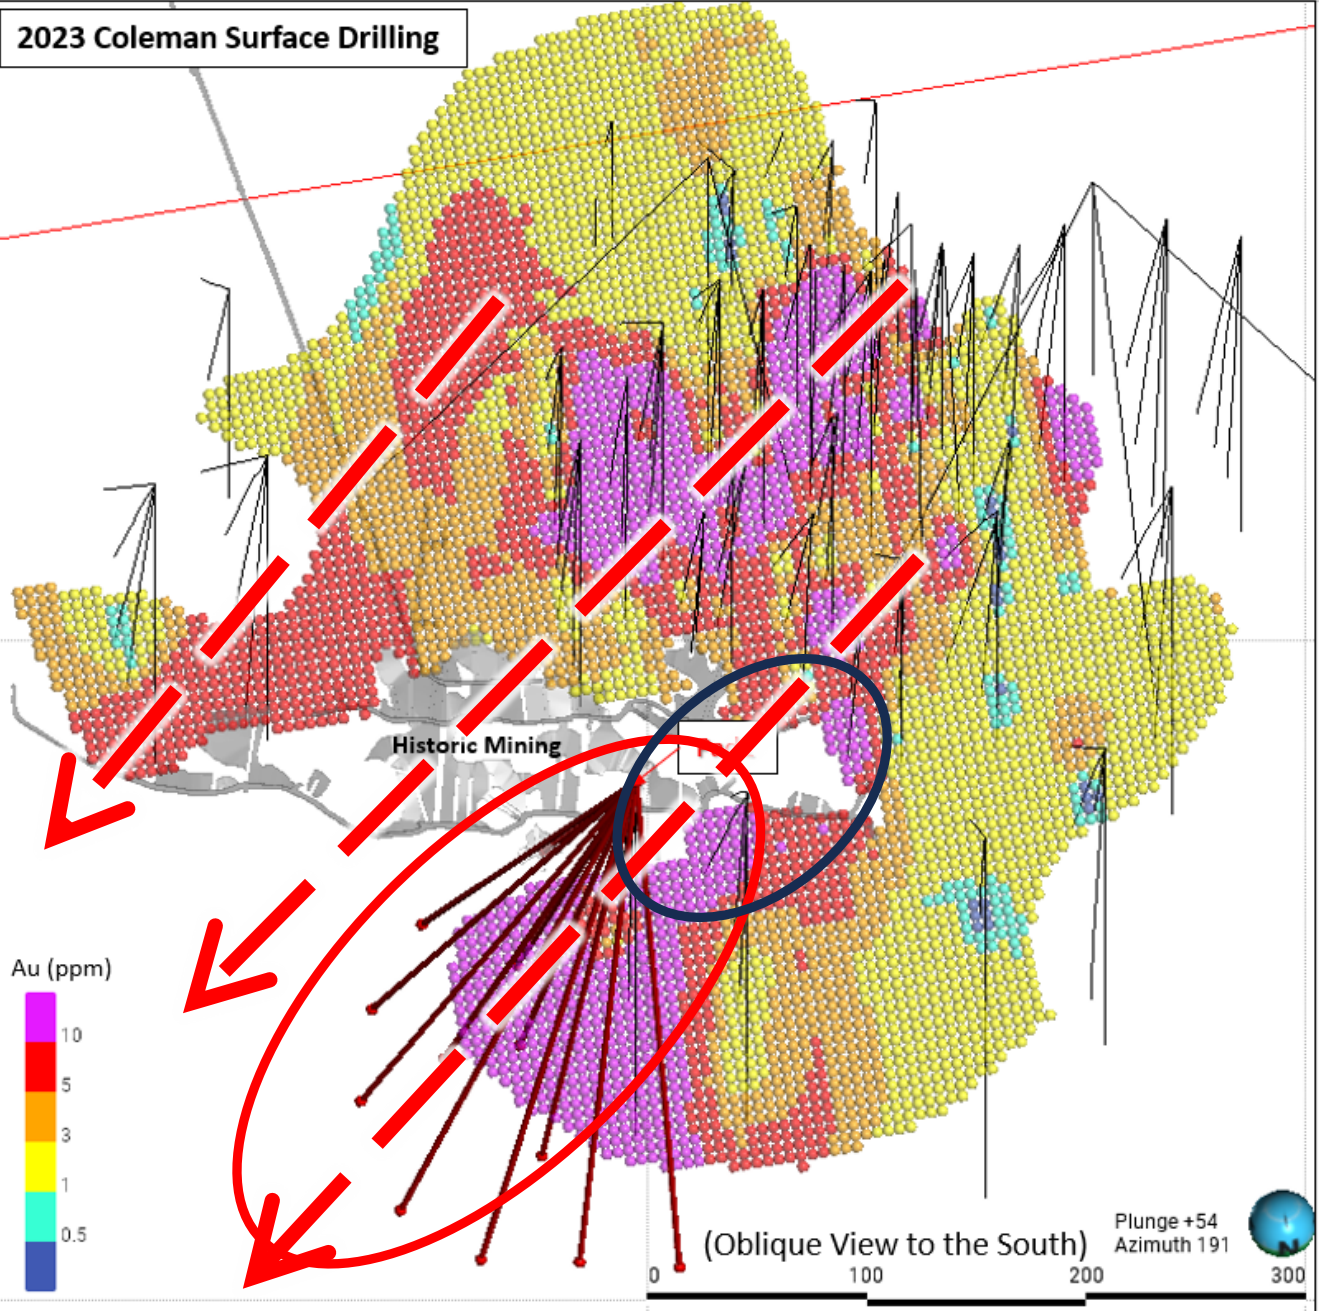 2023 Coleman Surface Drilling
Historic Mining
Au (ppm)
10
5
3
1
0.5
(Oblique View to the South)
Plunge +54
Azimuth 191
N
0
100
200
300